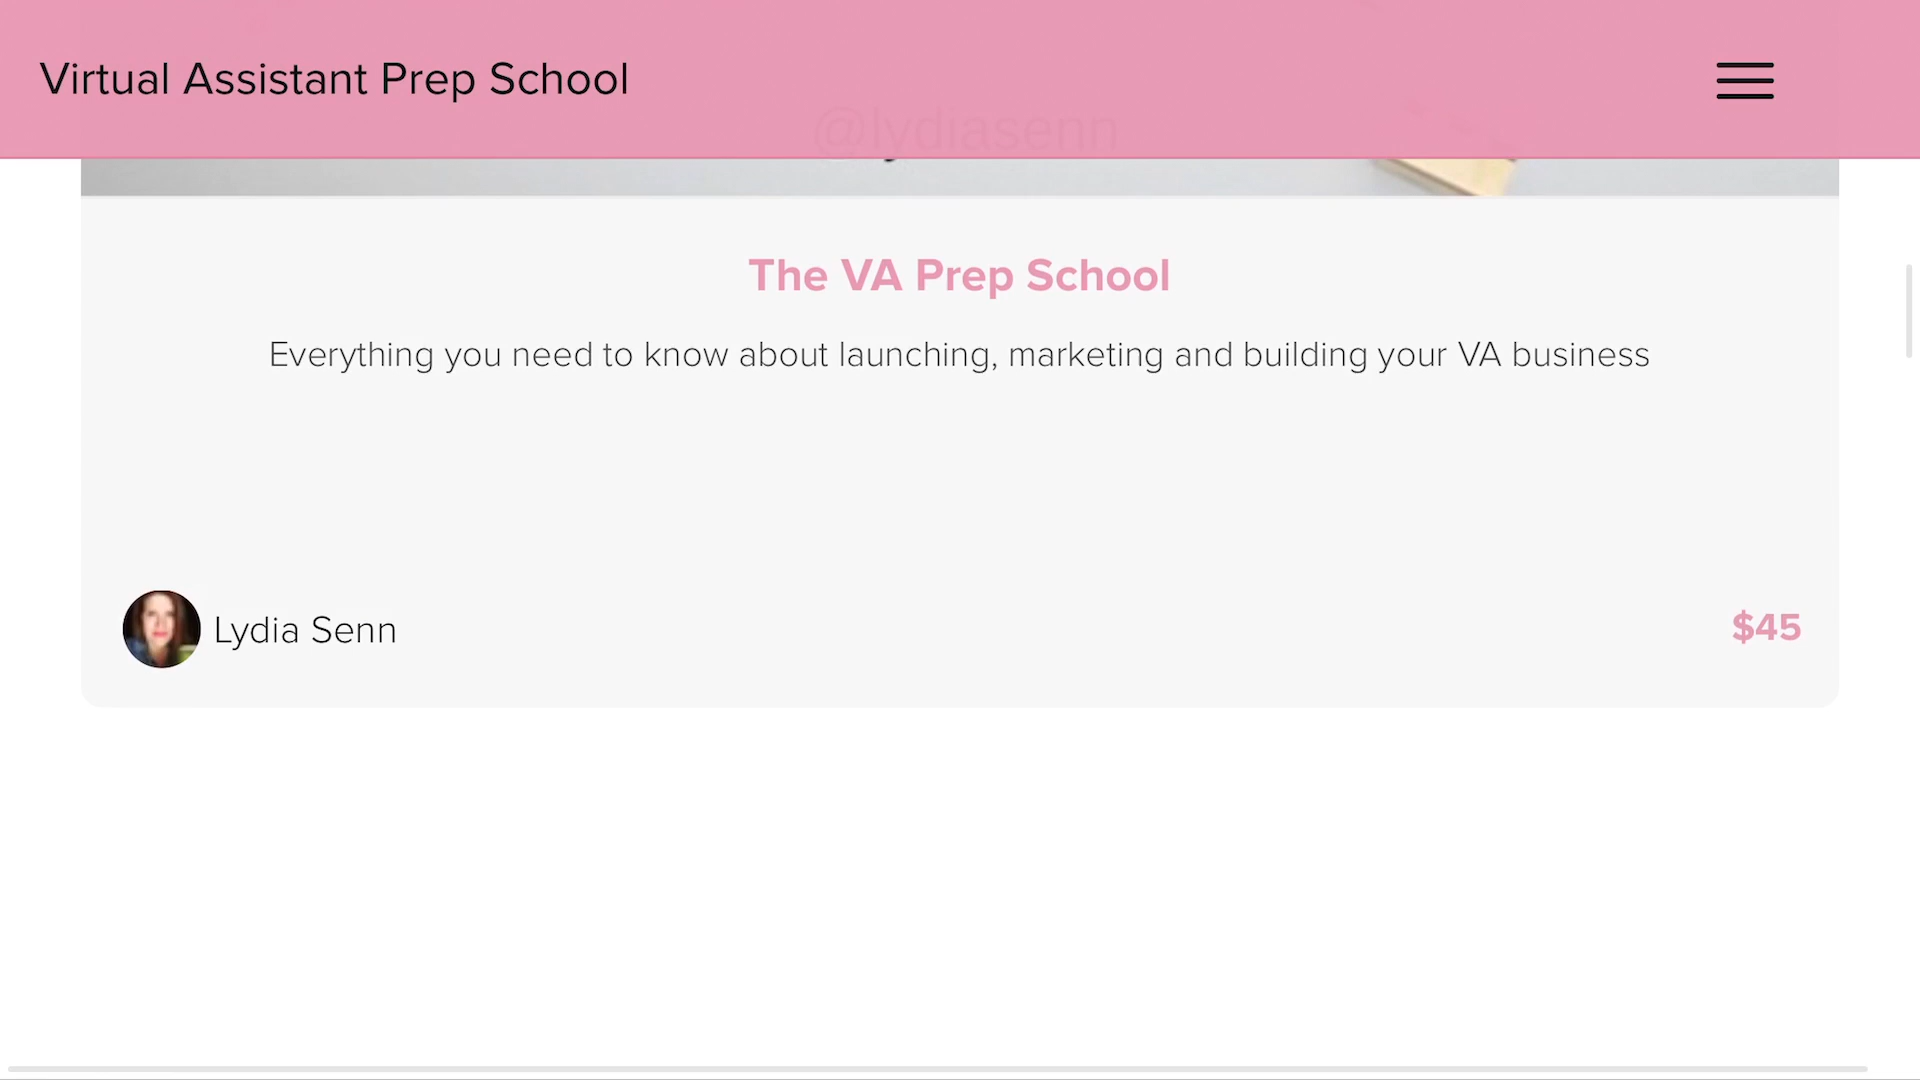 Virtual Assistant Prep School
@lydiasenn
The VA Prep School
Everything you need to know about launching, marketing and building your VA business
Lydia Senn
$45